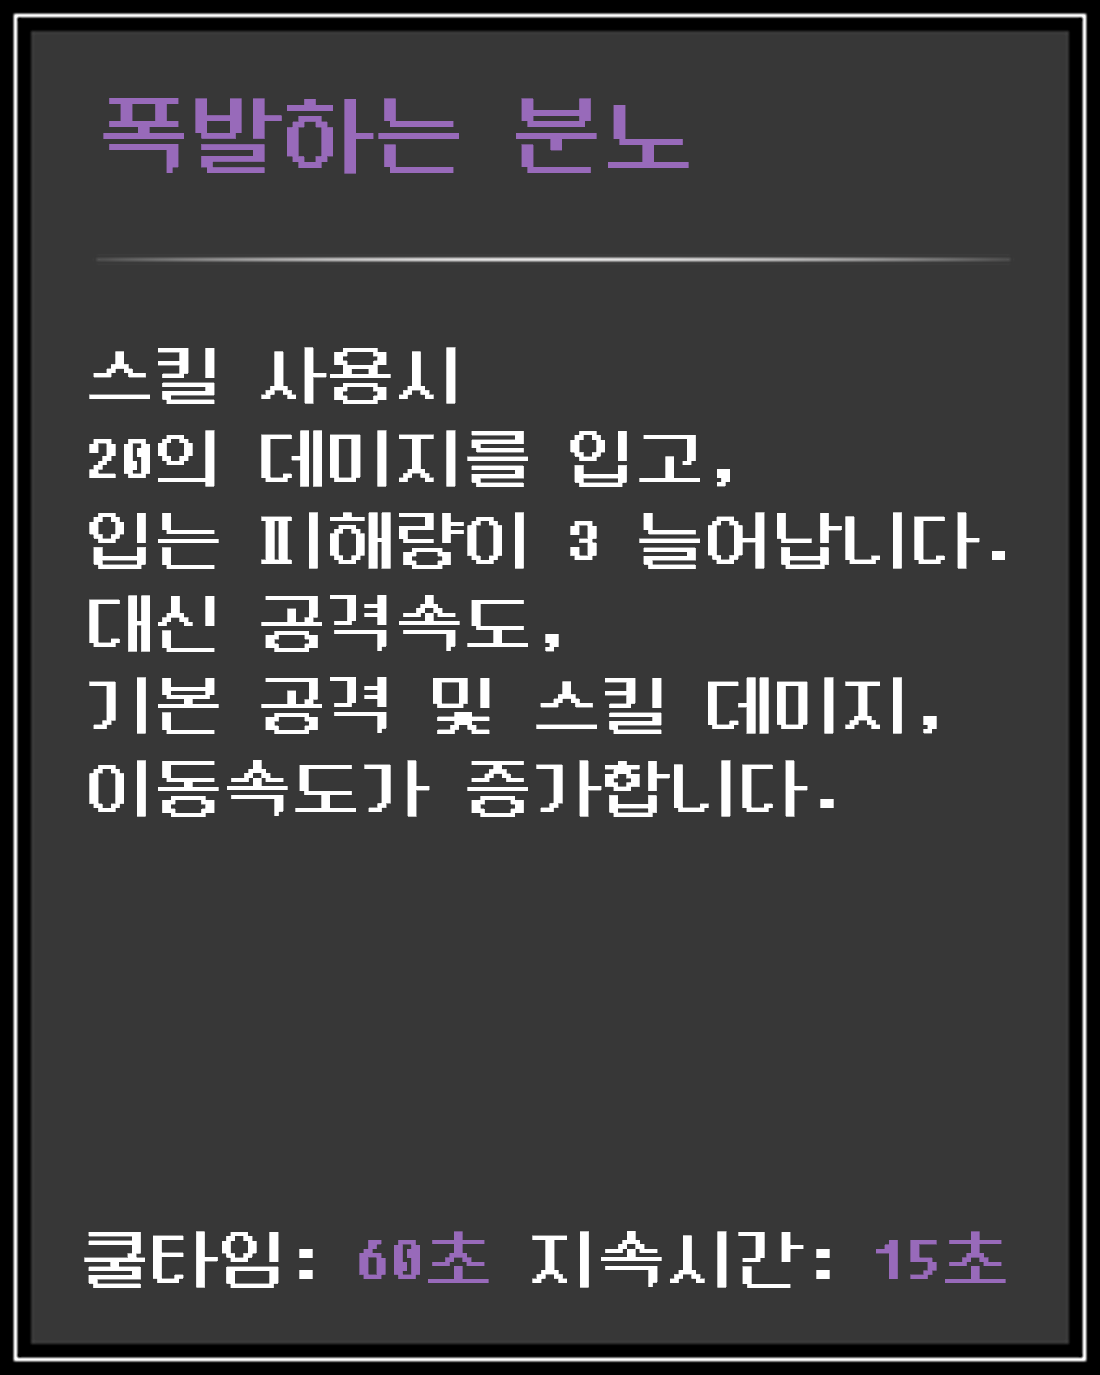 폭발하는 분노
스킬 사용시
20의 데미지를 입고,
입는 피해량이 3 늘어납니다.
대신 공격속도,
기본 공격 및 스킬 데미지,
이동속도가 증가합니다.
쿨타임: 60초 지속시간: 15초